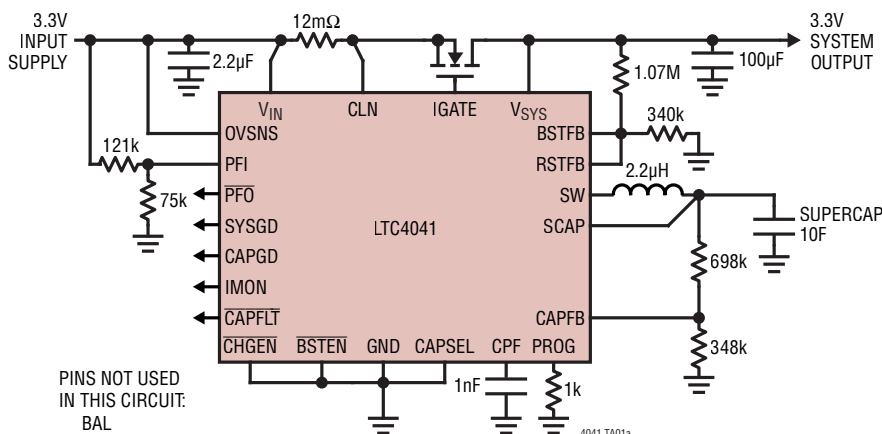 3.3V
INPUT
SUPPLY
2.2µF
12mΩ
3.3V
SYSTEM
OUTPUT
1.07M
100µF
VIN
CLN
IGATE
VSYS
OVSNS
BSTFB
340k
121k
PFI
RSTFB
75k
PFO
SW
2.2µH
SYSGD
LTC4041
SCAP
SUPERCAP
10F
CAPGD
698k
IMON
CAPFLT
CAPFB
CHGEN
BSTEN
GND
CAPSEL
CPF
PROG
348k
1nF
1k
PINS NOT USED
IN THIS CIRCUIT:
BAL
4041 TA01a